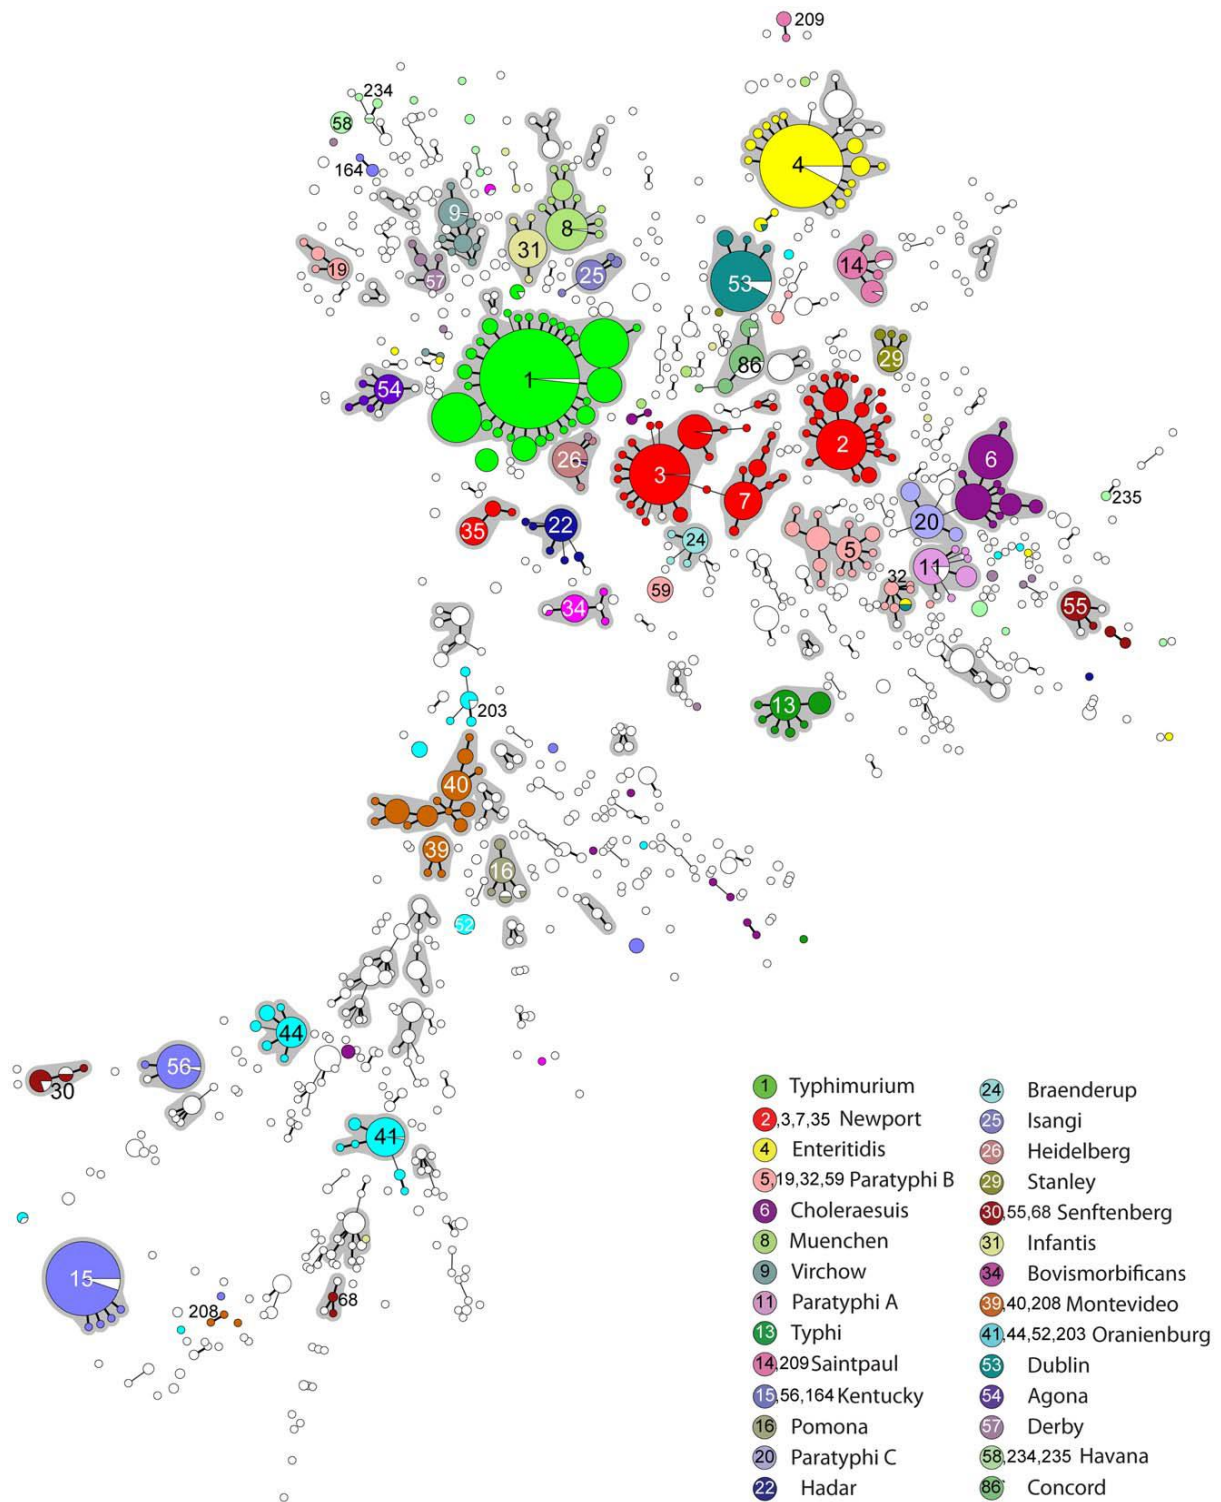 209
234
58
4
164
9
8
31
14
19
25
57
53
29
86
1
54
2
6
26
3
7
235
35
22
20
24
5
11
32
59
34
55
13
203
40
39
16
52
44
56
30
41
15
208
68
1 Typhimurium
2,3,7,35 Newport
4 Enteritidis
5,19,32,59 Paratyphi B
6 Choleraesuis
8 Muenchen
9 Virchow
11 Paratyphi A
13 Typhi
14,209 Saintpaul
15,56,164 Kentucky
16 Pomona
20 Paratyphi C
22 Hadar
24 Braenderup
25 Isangi
26 Heidelberg
29 Stanley
30,55,68 Senftenberg
31 Infantis
34 Bovismorbificans
39,40,208 Montevideo
41,44,52,203 Oranienburg
53 Dublin
54 Agona
57 Derby
58,234,235 Havana
86 Concord